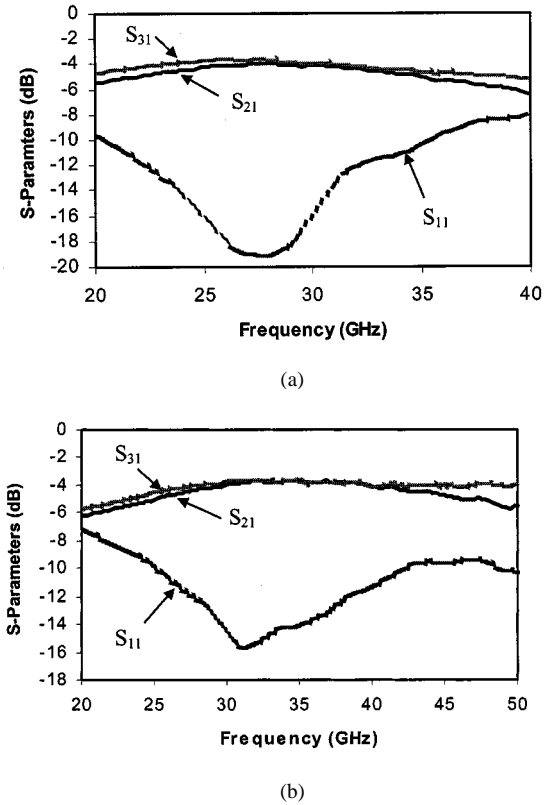 0
-2
-4
-6
-8
-10
-12
-14
-16
-18
-20
S-Paramters (dB)
S31
S21
S11
20 25 30 35 40
Frequency (GHz)
(a)
0
-2
-4
-6
-8
-10
-12
-14
-16
-18
S-Parameters (dB)
S31
S21
S11
20 25 30 35 40 45 50
Frequency (GHz)
(b)